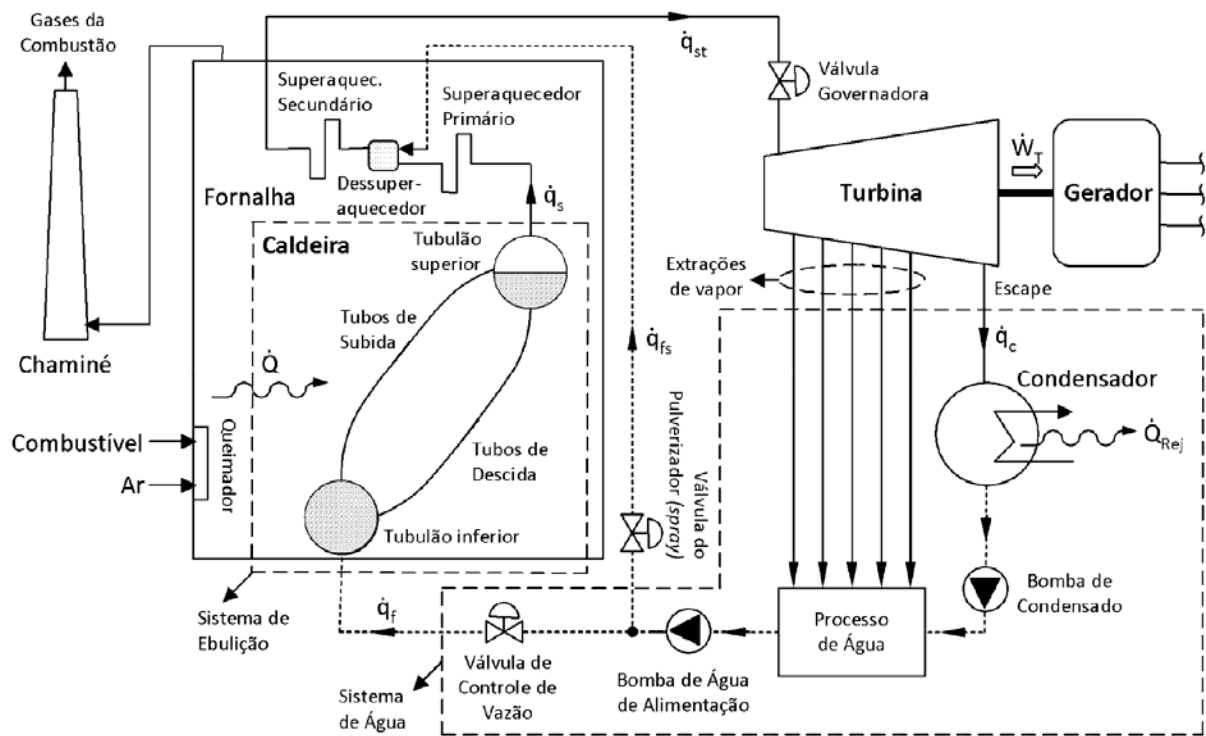 Gases da
Combustão
q̇st
Válvula
Governadora
Superaquec.
Secundário
Superaquecedor
Primário
Dessuper-
aquecedor
Fornalha
q̇s
ẆT
Turbina
Gerador
Caldeira
Tubulão
superior
Extrações
de vapor
Escape
Tubos de
Subida
q̇fs
q̇c
Chaminé
Q̇
Condensador
Q̇Rej
Combustível
Ar
Queimador
Tubos de
Descida
Válvula do
Pulverizador (spray)
Tubulão inferior
Sistema de
Ebulição
q̇f
Processo
de Água
Bomba de
Condensado
Válvula de
Controle de
Vazão
Bomba de Água
de Alimentação
Sistema
de Água